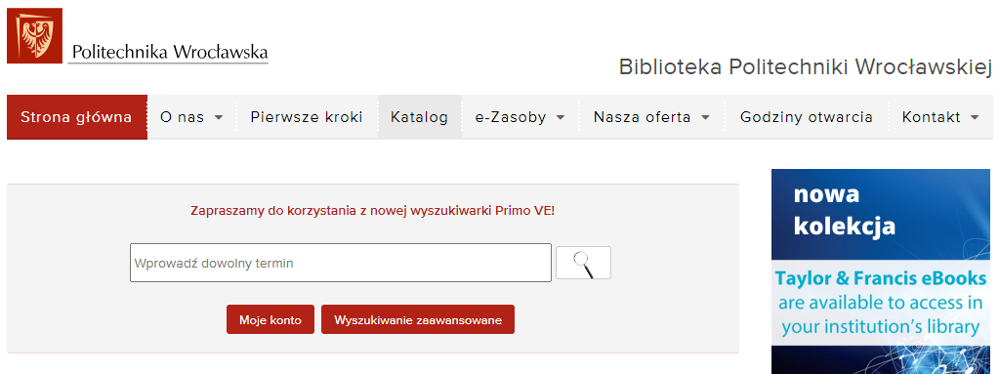 Politechnika Wrocławska
Biblioteka Politechniki Wrocławskiej
Strona główna O nas Pierwsze kroki Katalog e-Zasoby Nasza oferta Godziny otwarcia Kontakt
Zapraszamy do korzystania z nowej wyszukiwarki Primo VE!
Wprowadź dowolny termin
Moje konto Wyszukiwanie zaawansowane
nowa
kolekcja
Taylor & Francis eBooks
are available to access in
your institution's library